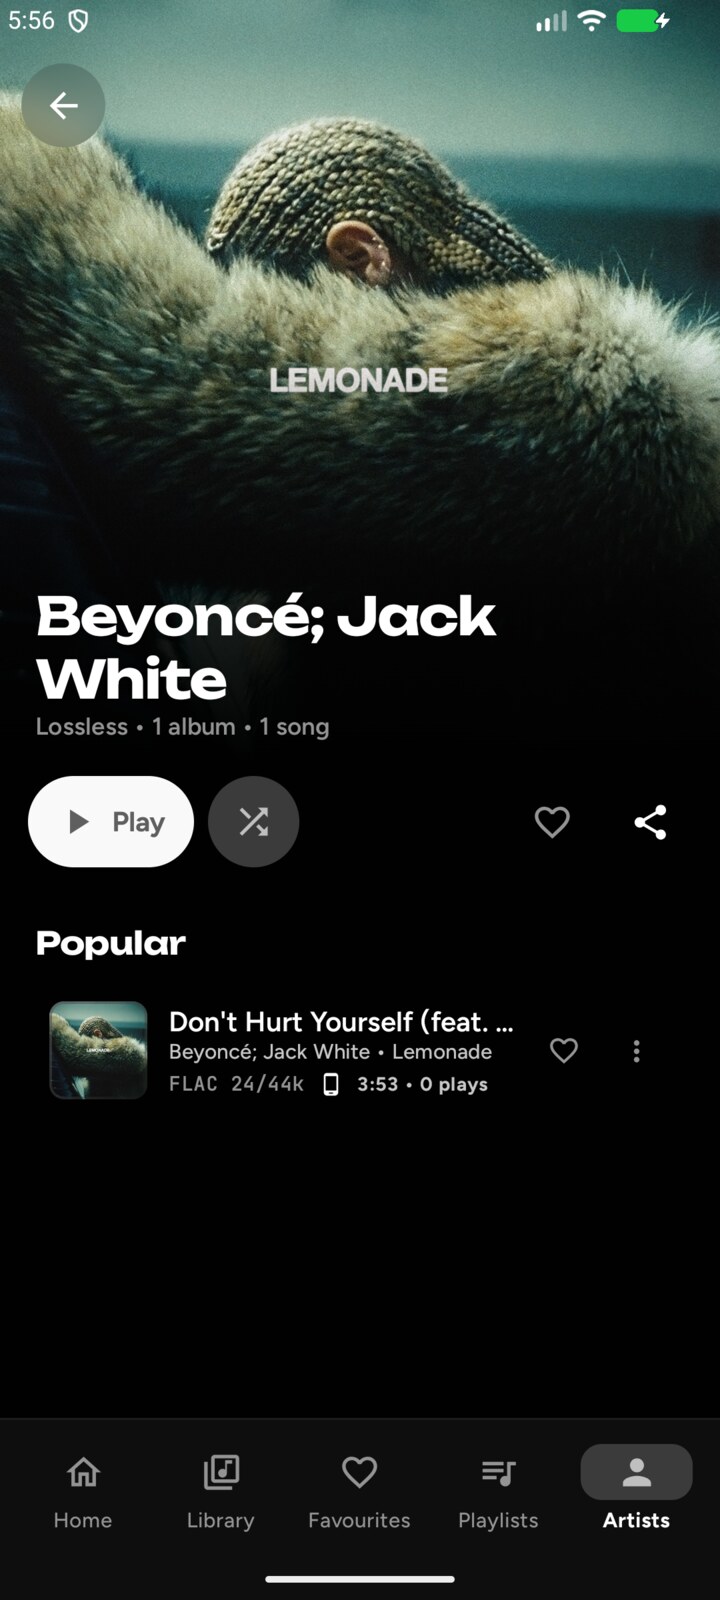 5:56
LEMONADE
Beyoncé; Jack
White
Lossless • 1 album • 1 song
Play
Popular
Don't Hurt Yourself (feat. ...
Beyoncé; Jack White • Lemonade
FLAC 24/44k 3:53 • 0 plays
Home Library Favourites Playlists Artists